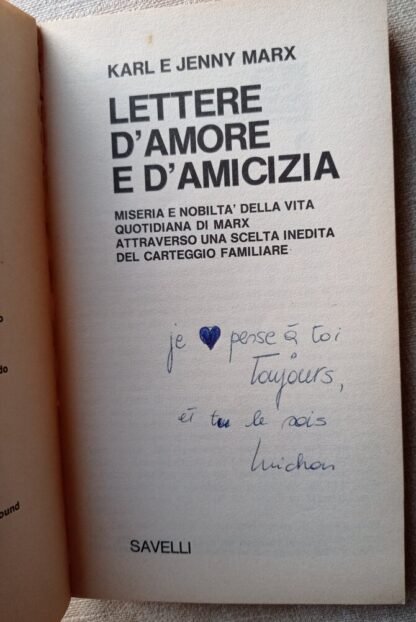 KARL E JENNY MARX
LETTERE
D'AMORE
E D'AMICIZIA
MISERIA E NOBILTA' DELLA VITA
QUOTIDIANA DI MARX
ATTRAVERSO UNA SCELTA INEDITA
DEL CARTEGGIO FAMILIARE
je pense à toi
Toujours,
et tu le sais
SAVELLI